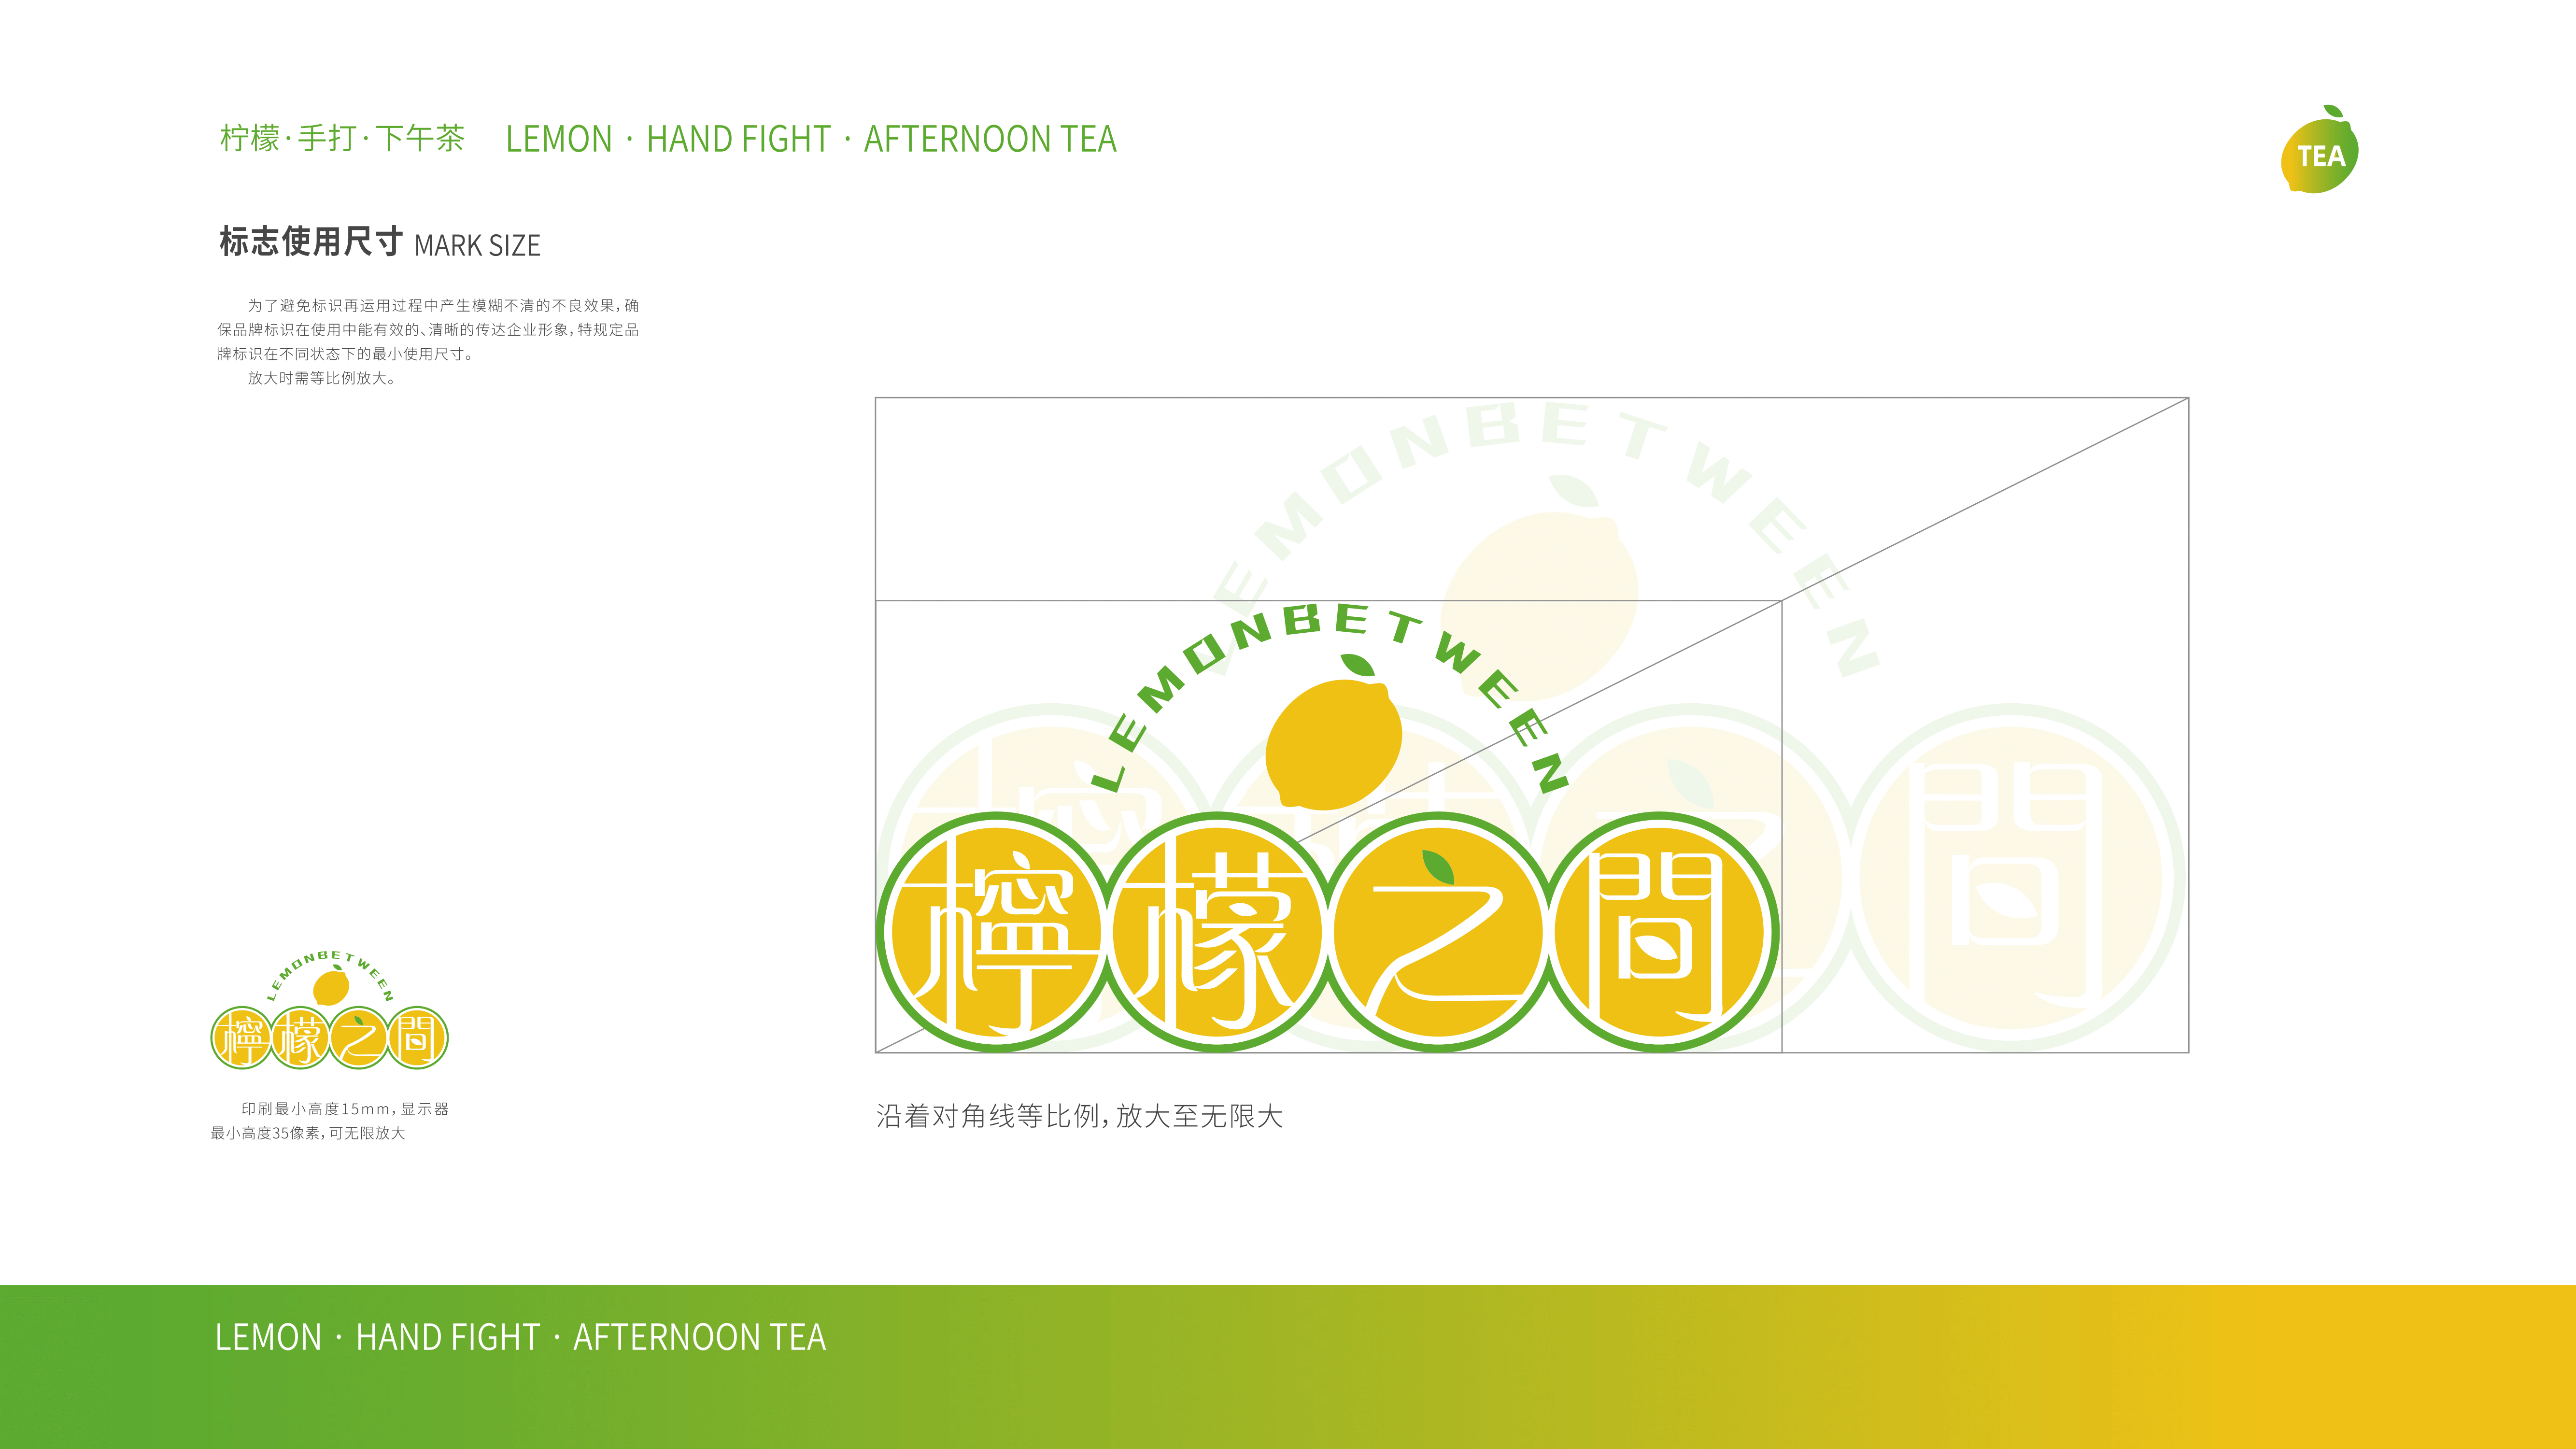 柠檬·手打·下午茶 LEMON · HAND FIGHT · AFTERNOON TEA
TEA
标志使用尺寸 MARK SIZE
为了避免标识再运用过程中产生模糊不清的不良效果，确
保品牌标识在使用中能有效的、清晰的传达企业形象，特规定品
牌标识在不同状态下的最小使用尺寸。
放大时需等比例放大。
LEMONBETWEEN
LEMONBETWEEN
檸檬之間
檸檬之間
LEMONBETWEEN
檸檬之間
印刷最小高度15mm，显示器
最小高度35像素，可无限放大
沿着对角线等比例，放大至无限大
LEMON · HAND FIGHT · AFTERNOON TEA